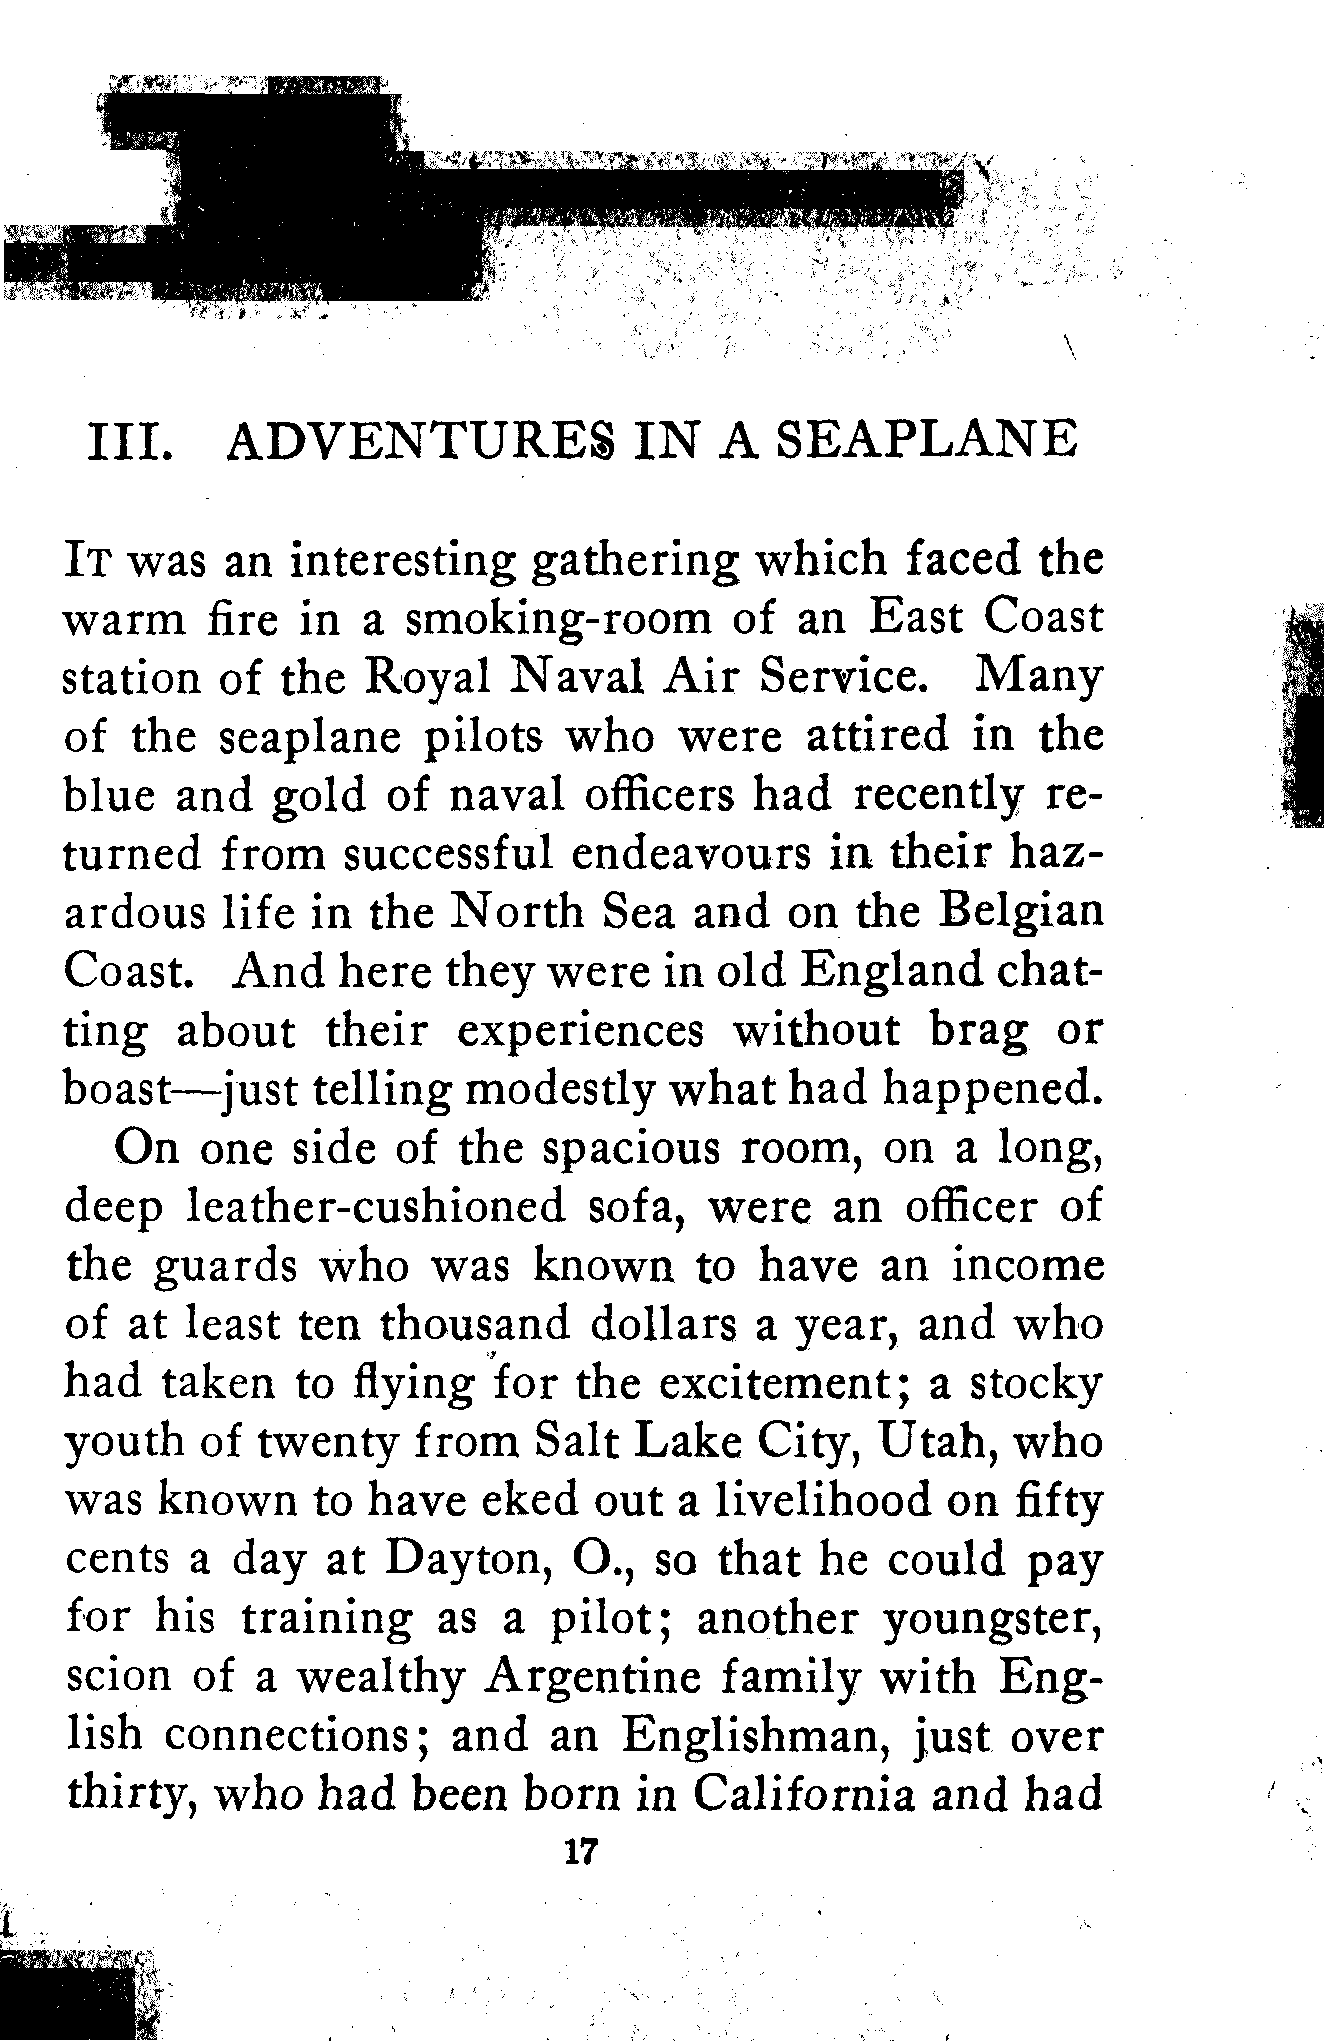 III. ADVENTURES IN A SEAPLANE
IT was an interesting gathering which faced the
warm fire in a smoking-room of an East Coast
station of the Royal Naval Air Service. Many
of the seaplane pilots who were attired in the
blue and gold of naval officers had recently re-
turned from successful endeavours in their haz-
ardous life in the North Sea and on the Belgian
Coast. And here they were in old England chat-
ting about their experiences without brag or
boast—just telling modestly what had happened.
On one side of the spacious room, on a long,
deep leather-cushioned sofa, were an officer of
the guards who was known to have an income
of at least ten thousand dollars a year, and who
had taken to flying for the excitement; a stocky
youth of twenty from Salt Lake City, Utah, who
was known to have eked out a livelihood on fifty
cents a day at Dayton, O., so that he could pay
for his training as a pilot; another youngster,
scion of a wealthy Argentine family with Eng-
lish connections; and an Englishman, just over
thirty, who had been born in California and had
17